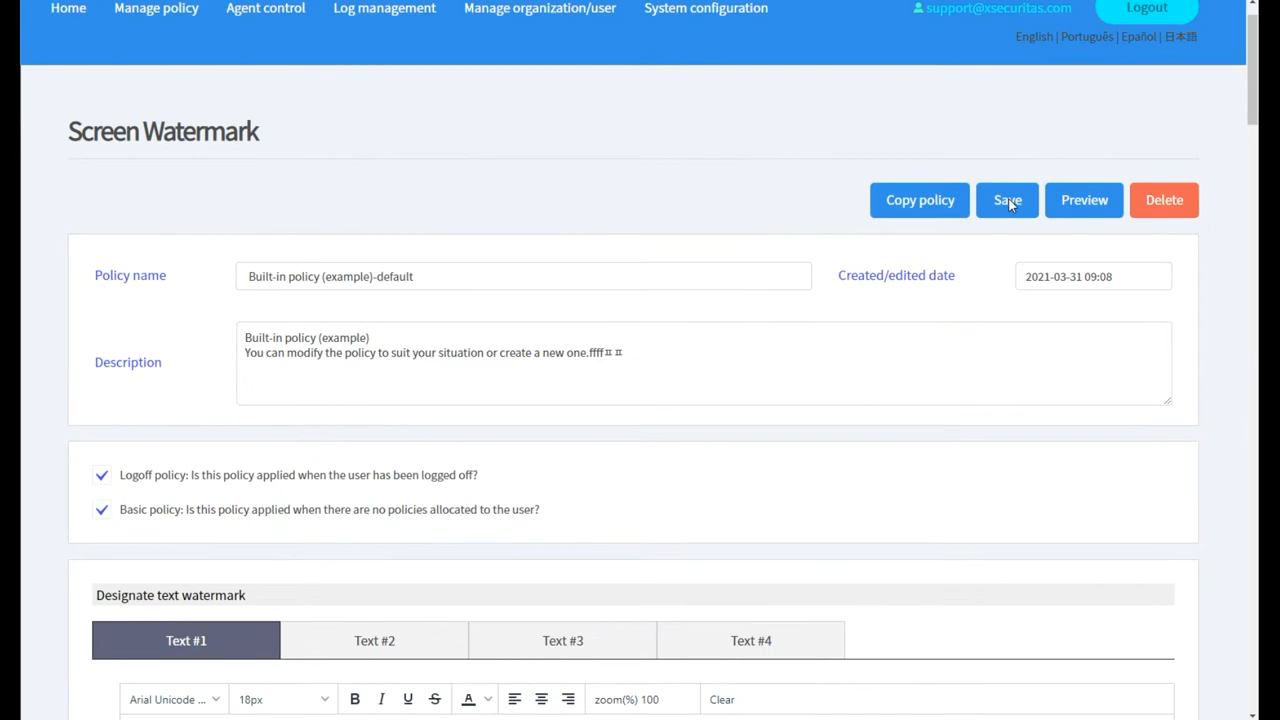 Home Manage policy Agent control Log management Manage organization/user System configuration support@xsecuritas.com Logout
English | Português | Epañol | 日本語
Screen Watermark
Copy policy Save Preview Delete
Policy name Built-in policy (example)-default Created/edited date 2021-03-31 09:08
Description
Built-in policy (example)
You can modify the policy to suit your situation or create a new one.ffffㅍㅍ
Logoff policy: Is this policy applied when the user has been logged off?
Basic policy: Is this policy applied when there are no policies allocated to the user?
Designate text watermark
Text #1 Text #2 Text #3 Text #4
Arial Unicode ... 18px B I U S A zoom(%) 100 Clear